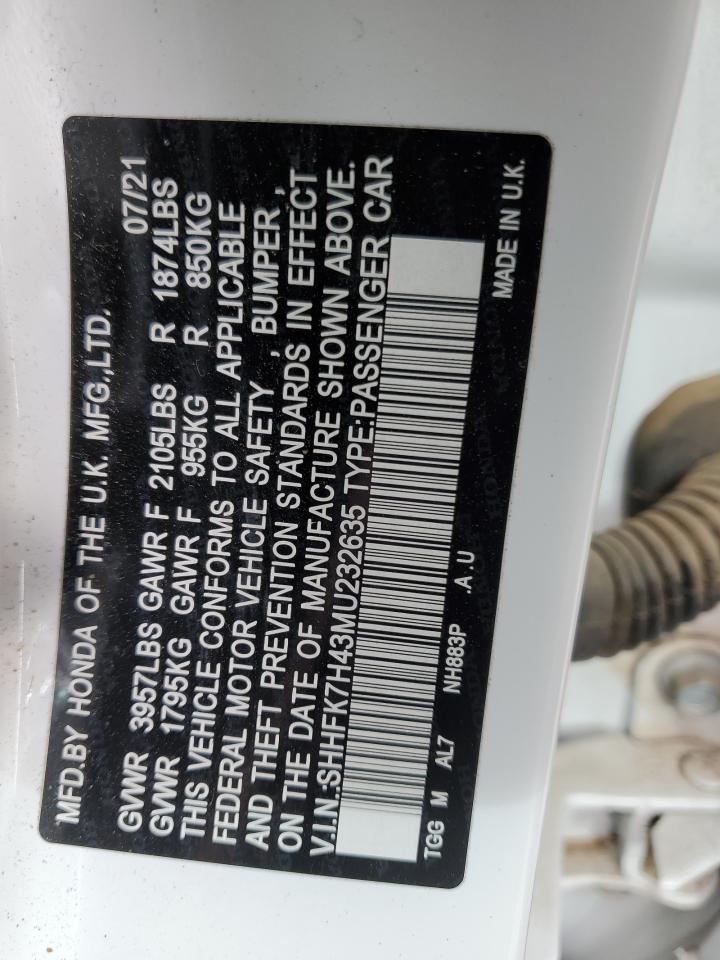 MFD.BY HONDA OF THE U.K. MFG.,LTD. 07/21
GVWR 3957LBS GAWR F 2105LBS R 1874LBS
GVWR 1795KG GAWR F 955KG R 850KG
THIS VEHICLE CONFORMS TO ALL APPLICABLE
FEDERAL MOTOR VEHICLE SAFETY , BUMPER ,
AND THEFT PREVENTION STANDARDS IN EFFECT
ON THE DATE OF MANUFACTURE SHOWN ABOVE.
V.I.N.:SHHFK7H43MU232635 TYPE:PASSENGER CAR
TGG M AL7 NH883P .A.U
MADE IN U.K.